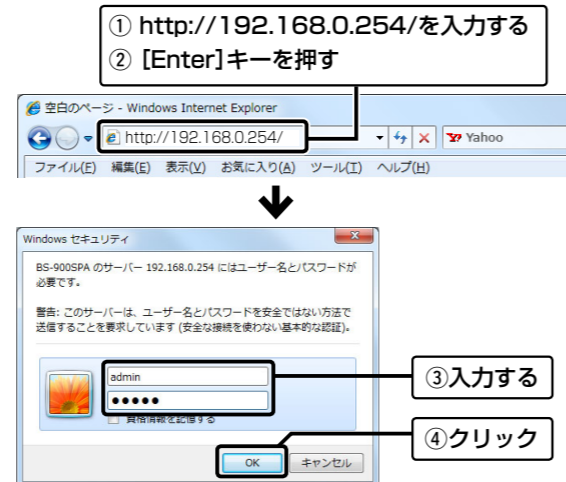 ① http://192.168.0.254/を入力する
② [Enter]キーを押す
空白のページ - Windows Internet Explorer
http://192.168.0.254/
Yahoo
ファイル(F) 編集(E) 表示(V) お気に入り(A) ツール(T) ヘルプ(H)
Windows セキュリティ
BS-900SPA のサーバー 192.168.0.254 にはユーザー名とパスワードが
必要です。
警告: このサーバーは、ユーザー名とパスワードを安全ではない方法で
送信することを要求しています (安全な接続を使わない基本的な認証)。
admin
●●●●●
③入力する
資格情報を記憶する
④クリック
OK キャンセル